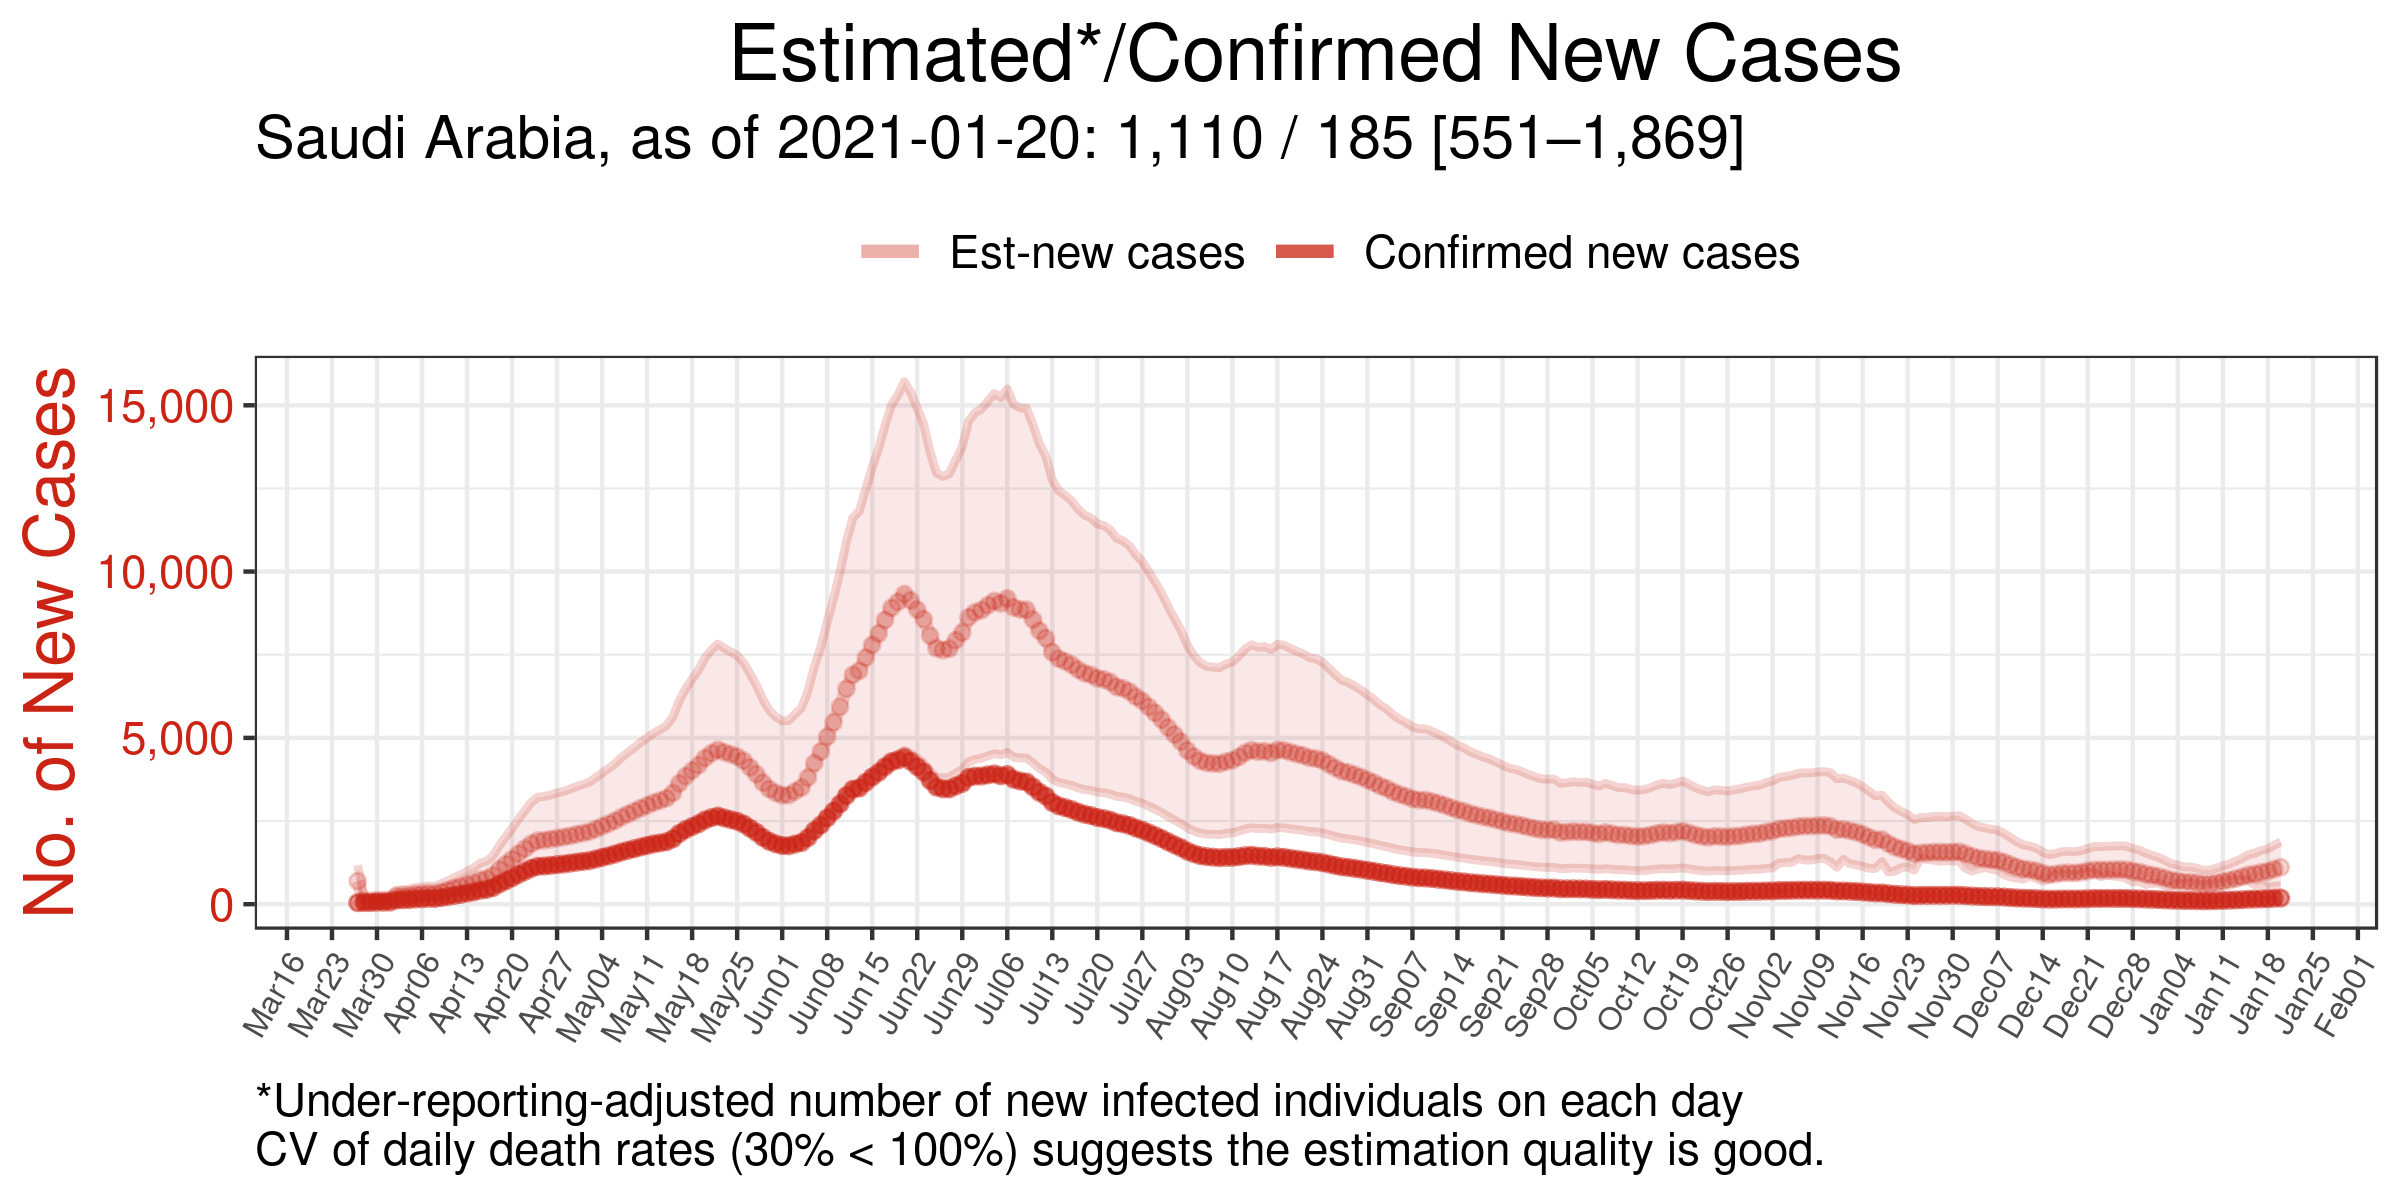 Estimated*/Confirmed New Cases
Saudi Arabia, as of 2021-01-20: 1,110 / 185 [551–1,869]
Est-new cases Confirmed new cases
No. of New Cases
15,000
10,000
5,000
0
Mar16 Mar23 Mar30 Apr06 Apr13 Apr20 Apr27 May04 May11 May18 May25 Jun01 Jun08 Jun15 Jun22 Jun29 Jul06 Jul13 Jul20 Jul27 Aug03 Aug10 Aug17 Aug24 Aug31 Sep07 Sep14 Sep21 Sep28 Oct05 Oct12 Oct19 Oct26 Nov02 Nov09 Nov16 Nov23 Nov30 Dec07 Dec14 Dec21 Dec28 Jan04 Jan11 Jan18 Jan25 Feb01
*Under-reporting-adjusted number of new infected individuals on each day
CV of daily death rates (30% < 100%) suggests the estimation quality is good.